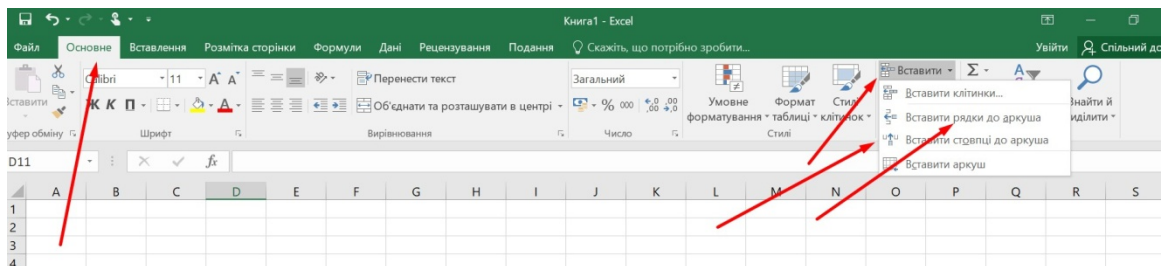 Книга1 - Excel
Файл Основне Вставлення Розмітка сторінки Формули Дані Рецензування Подання Скажіть, що потрібно зробити... Увійти Спільний до
Calibri 11 A A Перенести текст Загальний Вставити Σ
Вставити Ж К П A Об'єднати та розташувати в центрі % 000 ,00 Умовне форматування Формат таблиці Стилі клітинок Знайти й виділити
Вставити клітинки...
Вставити рядки до аркуша
Вставити стовпці до аркуша
Вставити аркуш
уфер обміну Шрифт Вирівнювання Число Стилі
D11 fx
A B C D E F G H I J K L M N O P Q R S
1
2
3
4